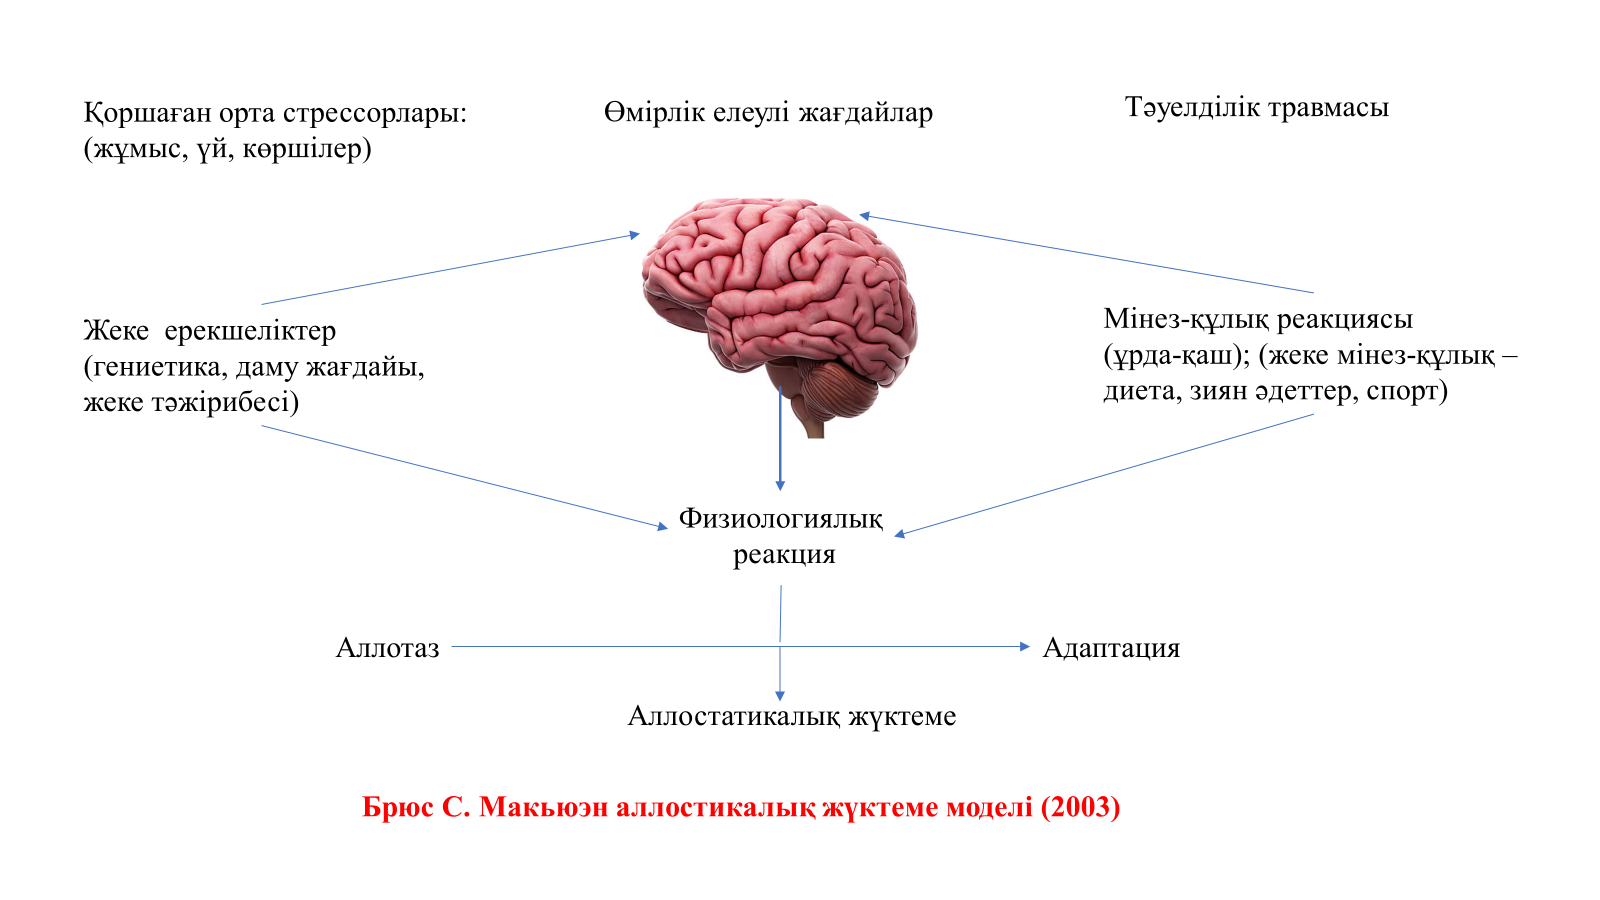 Қоршаған орта стрессорлары:
(жұмыс, үй, көршілер)
Өмірлік елеулі жағдайлар
Тәуелділік травмасы
Жеке  ерекшеліктер
(гениетика, даму жағдайы,
жеке тәжірибесі)
Мінез-құлық реакциясы
(ұрда-қаш); (жеке мінез-құлық –
диета, зиян әдеттер, спорт)
Физиологиялық
реакция
Аллотаз
Адаптация
Аллостатикалық жүктеме
Брюс С. Макьюэн аллостикалық жүктеме моделі (2003)